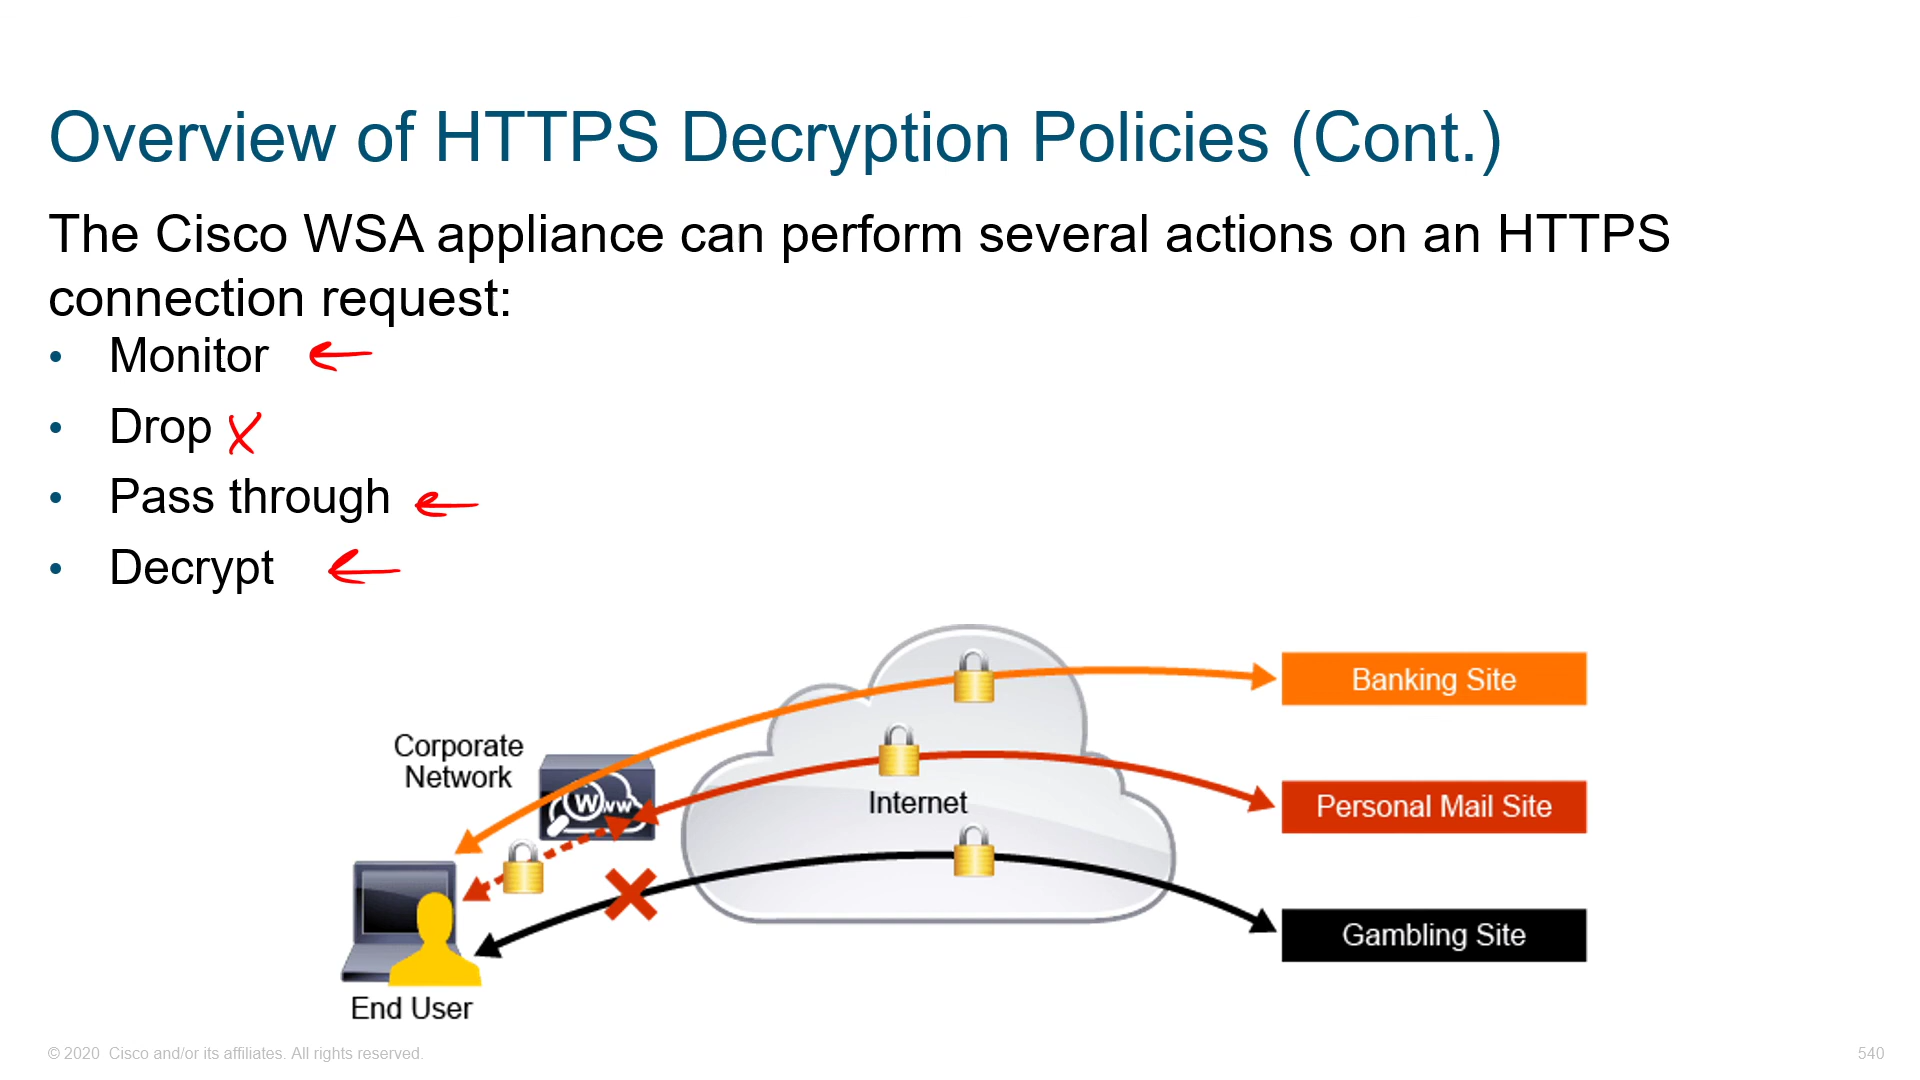 Overview of HTTPS Decryption Policies (Cont.)
The Cisco WSA appliance can perform several actions on an HTTPS
connection request:
• Monitor
• Drop
• Pass through
• Decrypt
Banking Site
Corporate
Network
Www
Internet
Personal Mail Site
Gambling Site
End User
© 2020 Cisco and/or its affiliates. All rights reserved.
540